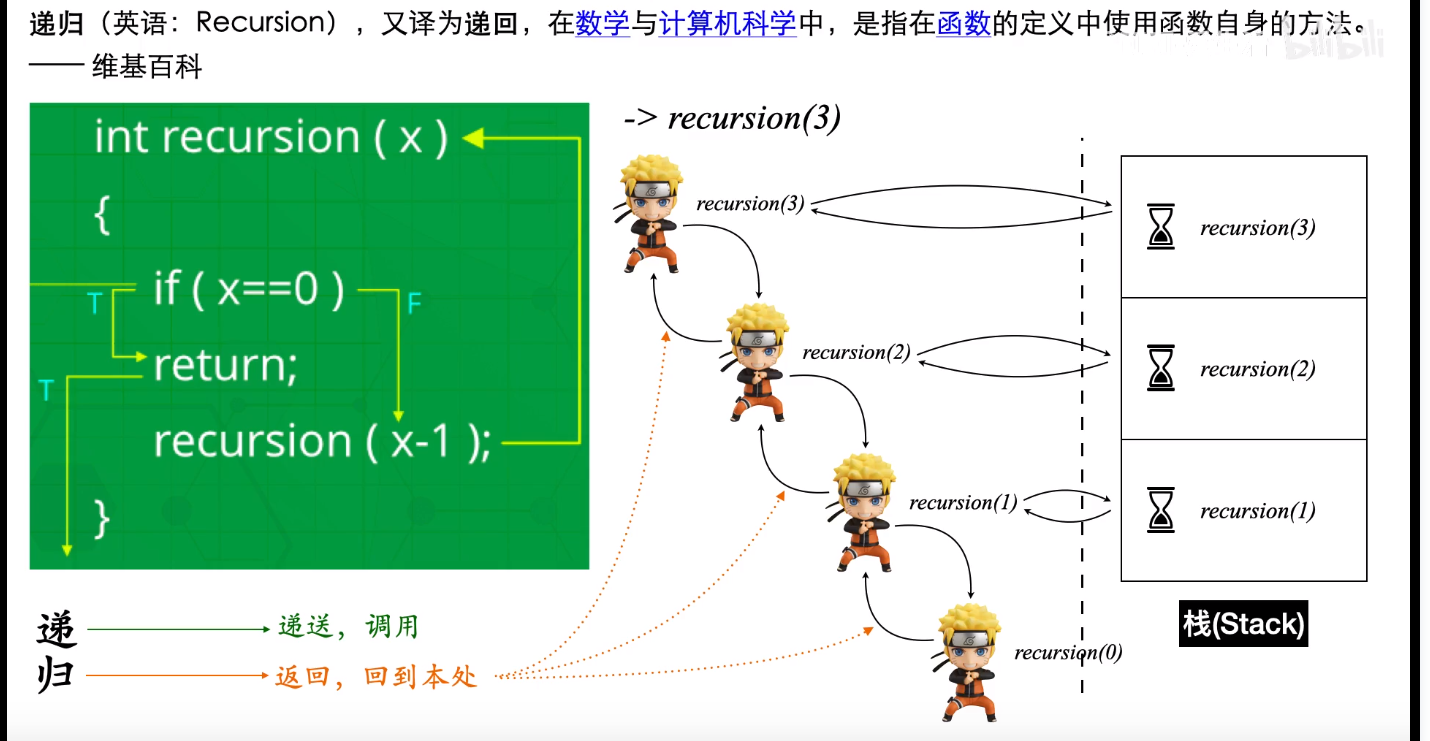 递归（英语：Recursion），又译为递回，在数学与计算机科学中，是指在函数的定义中使用函数自身的方法。
—— 维基百科
int recursion ( x )
{
if ( x==0 )
T
F
return;
T
recursion ( x-1 );
}
递
递送，调用
归
返回，回到本处
-> recursion(3)
recursion(3)
recursion(2)
recursion(1)
recursion(0)
recursion(3)
recursion(2)
recursion(1)
栈(Stack)
bilibili